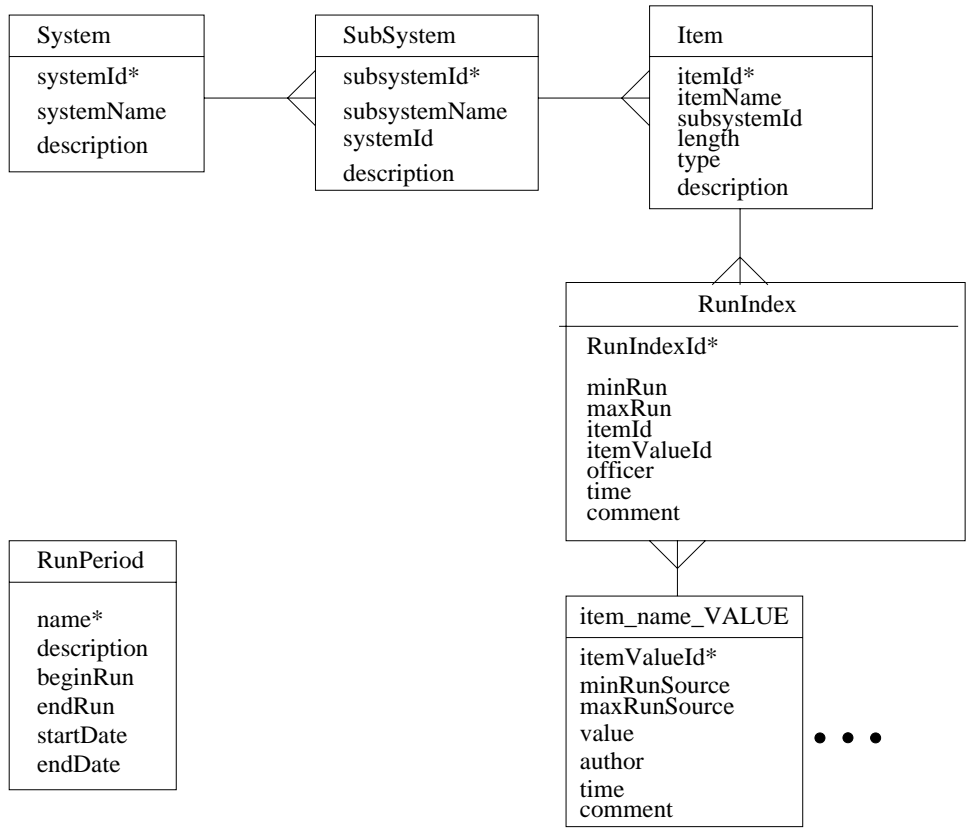 System
systemId*
systemName
description
SubSystem
subsystemId*
subsystemName
systemId
description
Item
itemId*
itemName
subsystemId
length
type
description
RunIndex
RunIndexId*
minRun
maxRun
itemId
itemValueId
officer
time
comment
RunPeriod
name*
description
beginRun
endRun
startDate
endDate
item_name_VALUE
itemValueId*
minRunSource
maxRunSource
value
author
time
comment